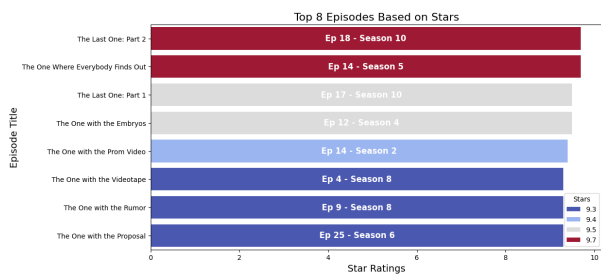 Top 8 Episodes Based on Stars
Episode Title
The Last One: Part 2
Ep 18 - Season 10
The One Where Everybody Finds Out
Ep 14 - Season 5
The Last One: Part 1
Ep 17 - Season 10
The One with the Embryos
Ep 12 - Season 4
The One with the Prom Video
Ep 14 - Season 2
The One with the Videotape
Ep 4 - Season 8
The One with the Rumor
Ep 9 - Season 8
The One with the Proposal
Ep 25 - Season 6
Stars
9.3
9.4
9.5
9.7
0 2 4 6 8 10
Star Ratings